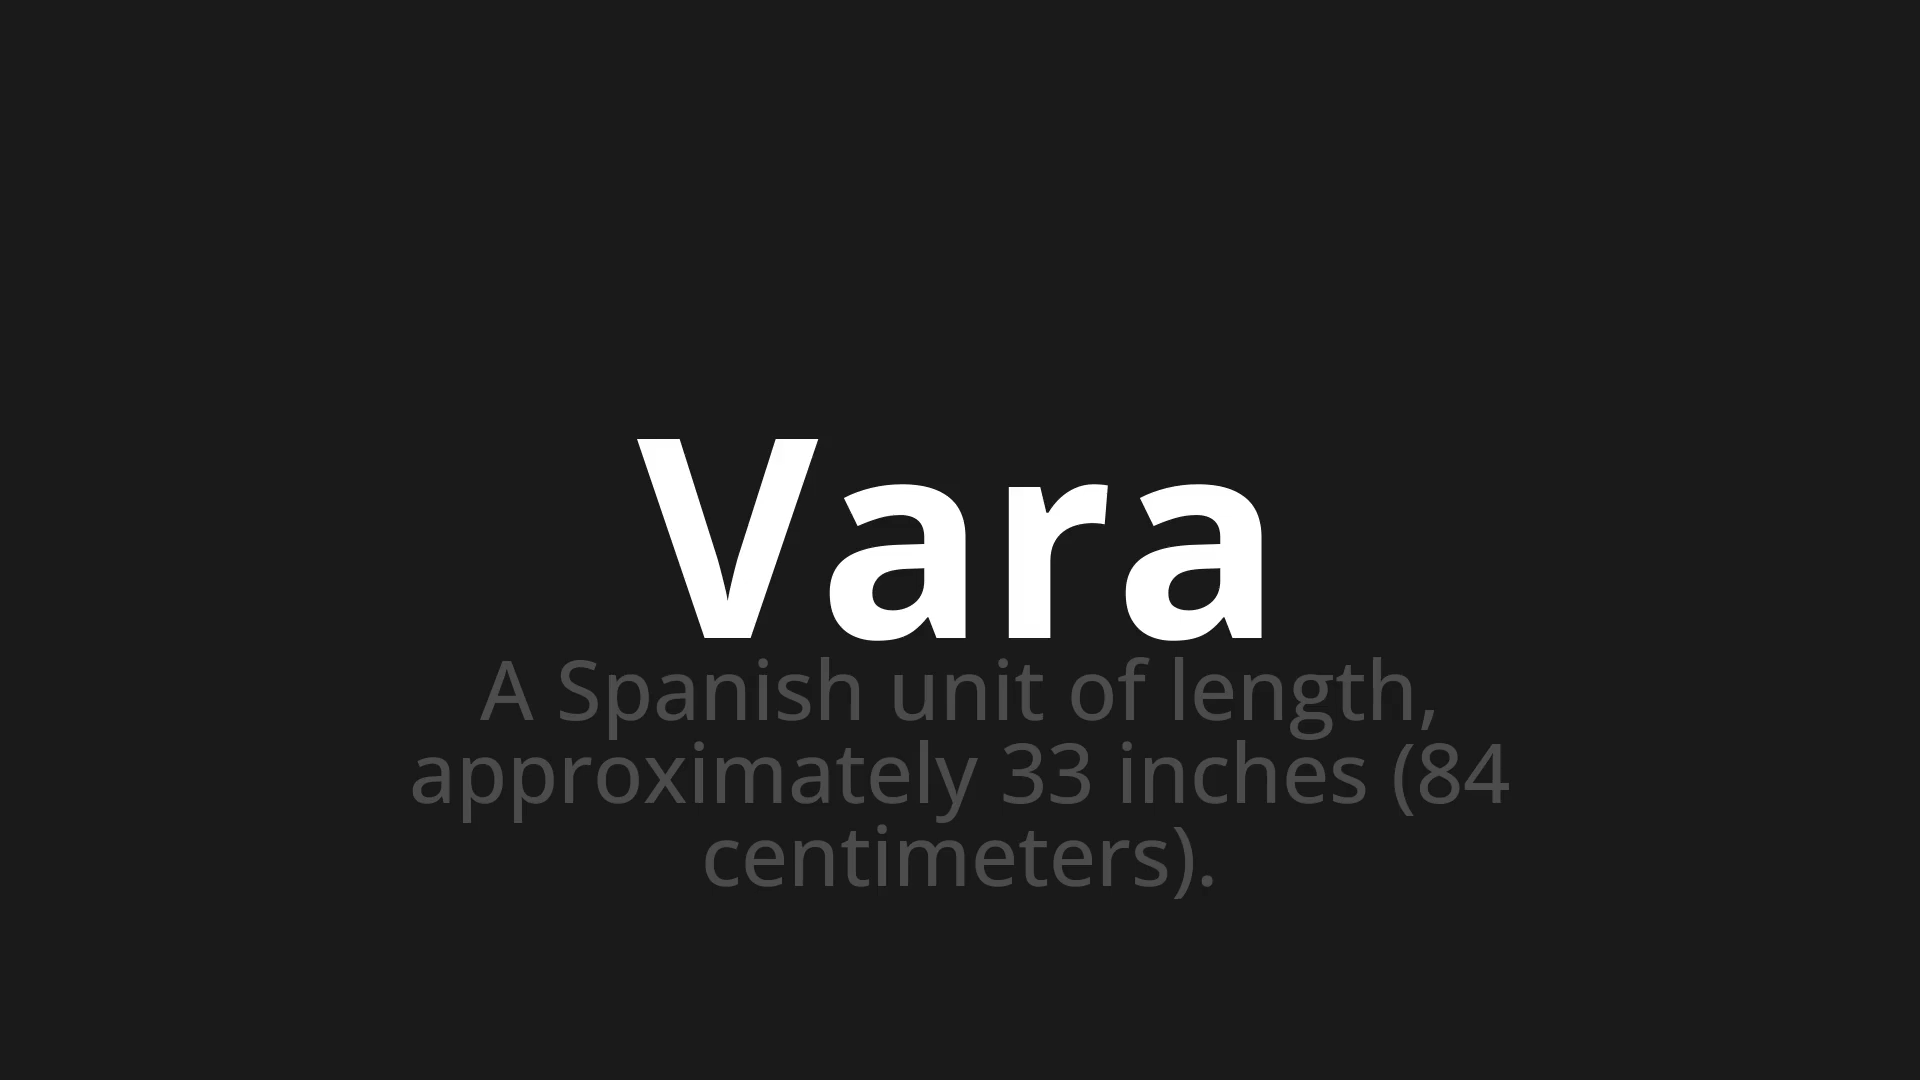 Vara
A Spanish unit of length,
approximately 33 inches (84
centimeters).